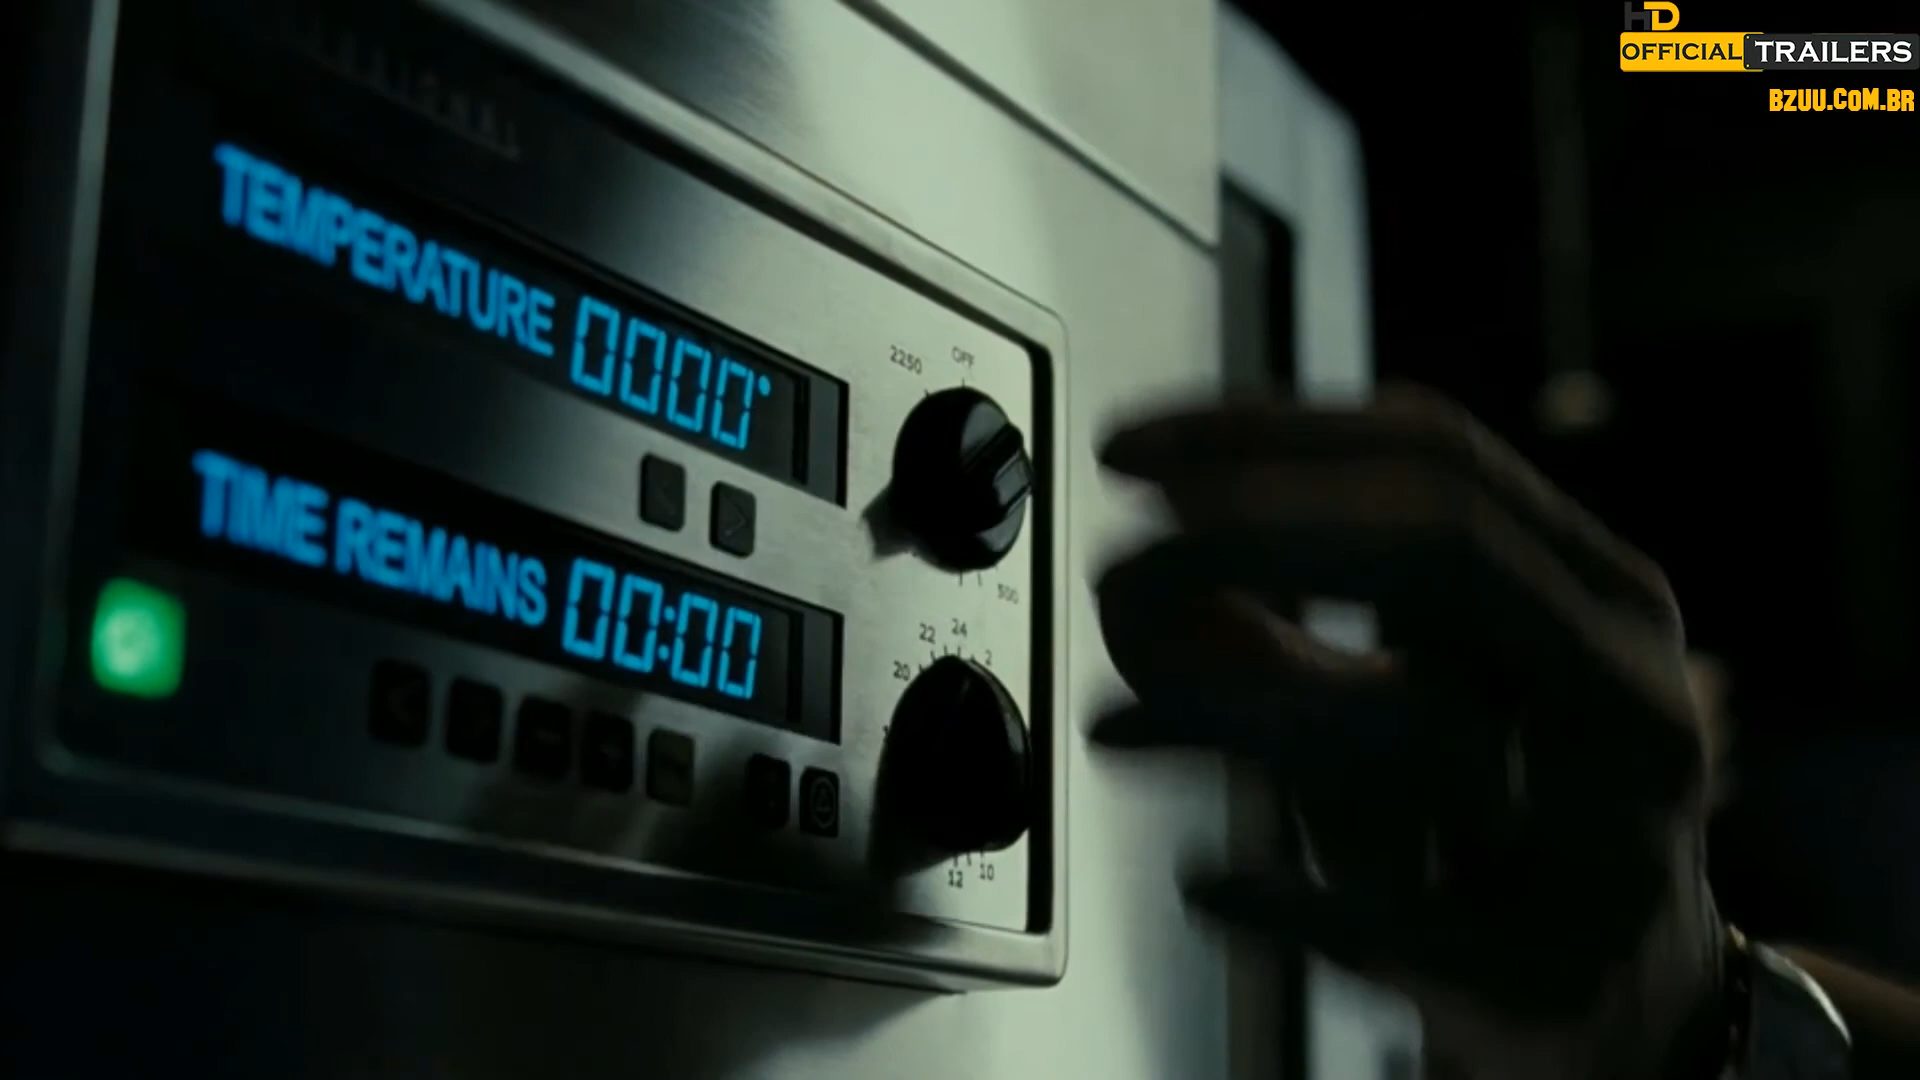 HD
OFFICIAL TRAILERS
BZUU.COM.BR
TEMPERATURE 0000°
2250
OFF
500
TIME REMAINS 00:00
22
24
2
20
12
10